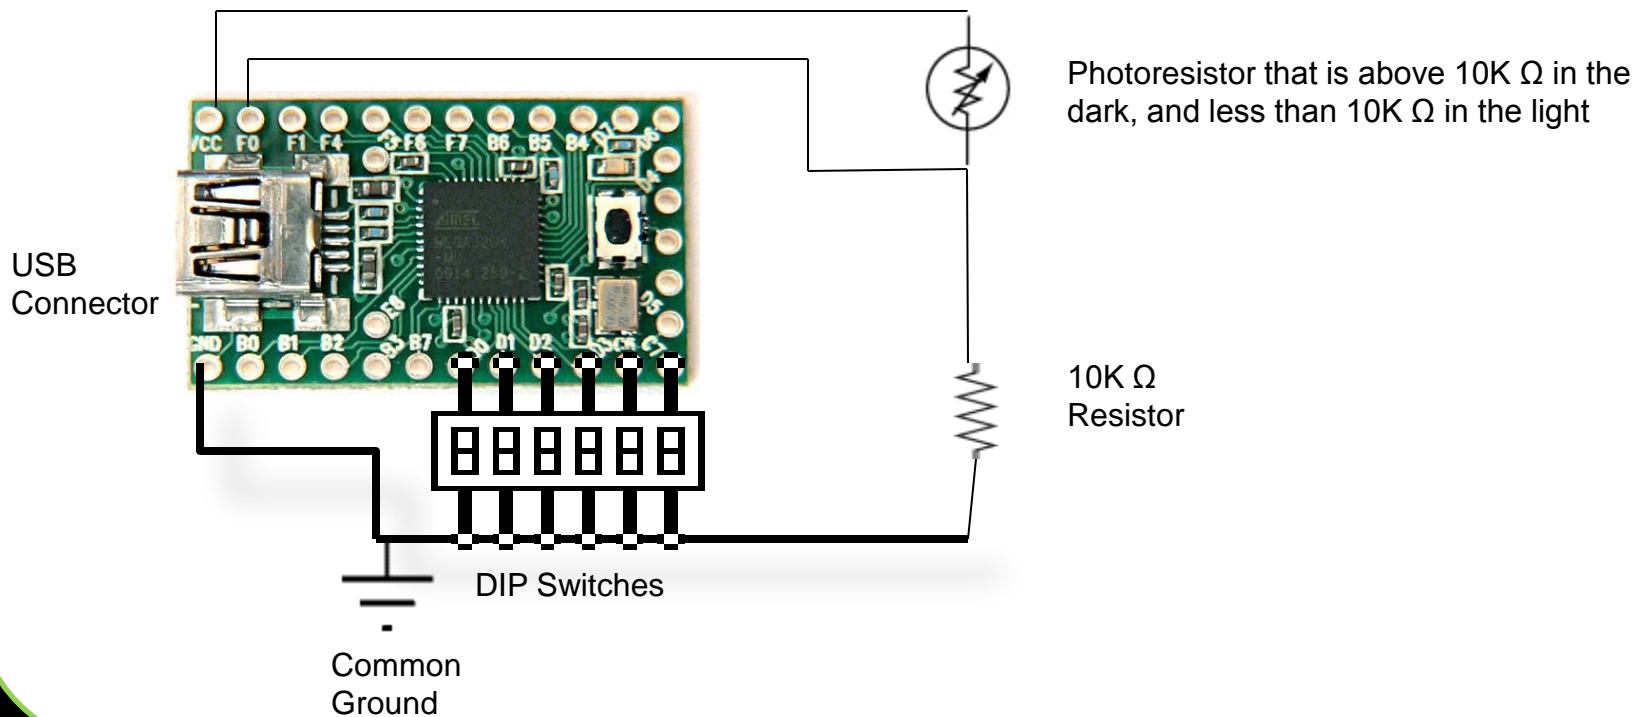 Photoresistor that is above 10K Ω in the
dark, and less than 10K Ω in the light
VCC F0 F1 F4 F5 F6 F7 B6 B5 B4 D7 D6
D4
ATMEL
MEGA32U4
-MU
0914 259-2
USB
Connector
E6
D5
GND B0 B1 B2 B3 B7 D0 D1 D2 D3 C6 C7
10K Ω
Resistor
DIP Switches
Common
Ground